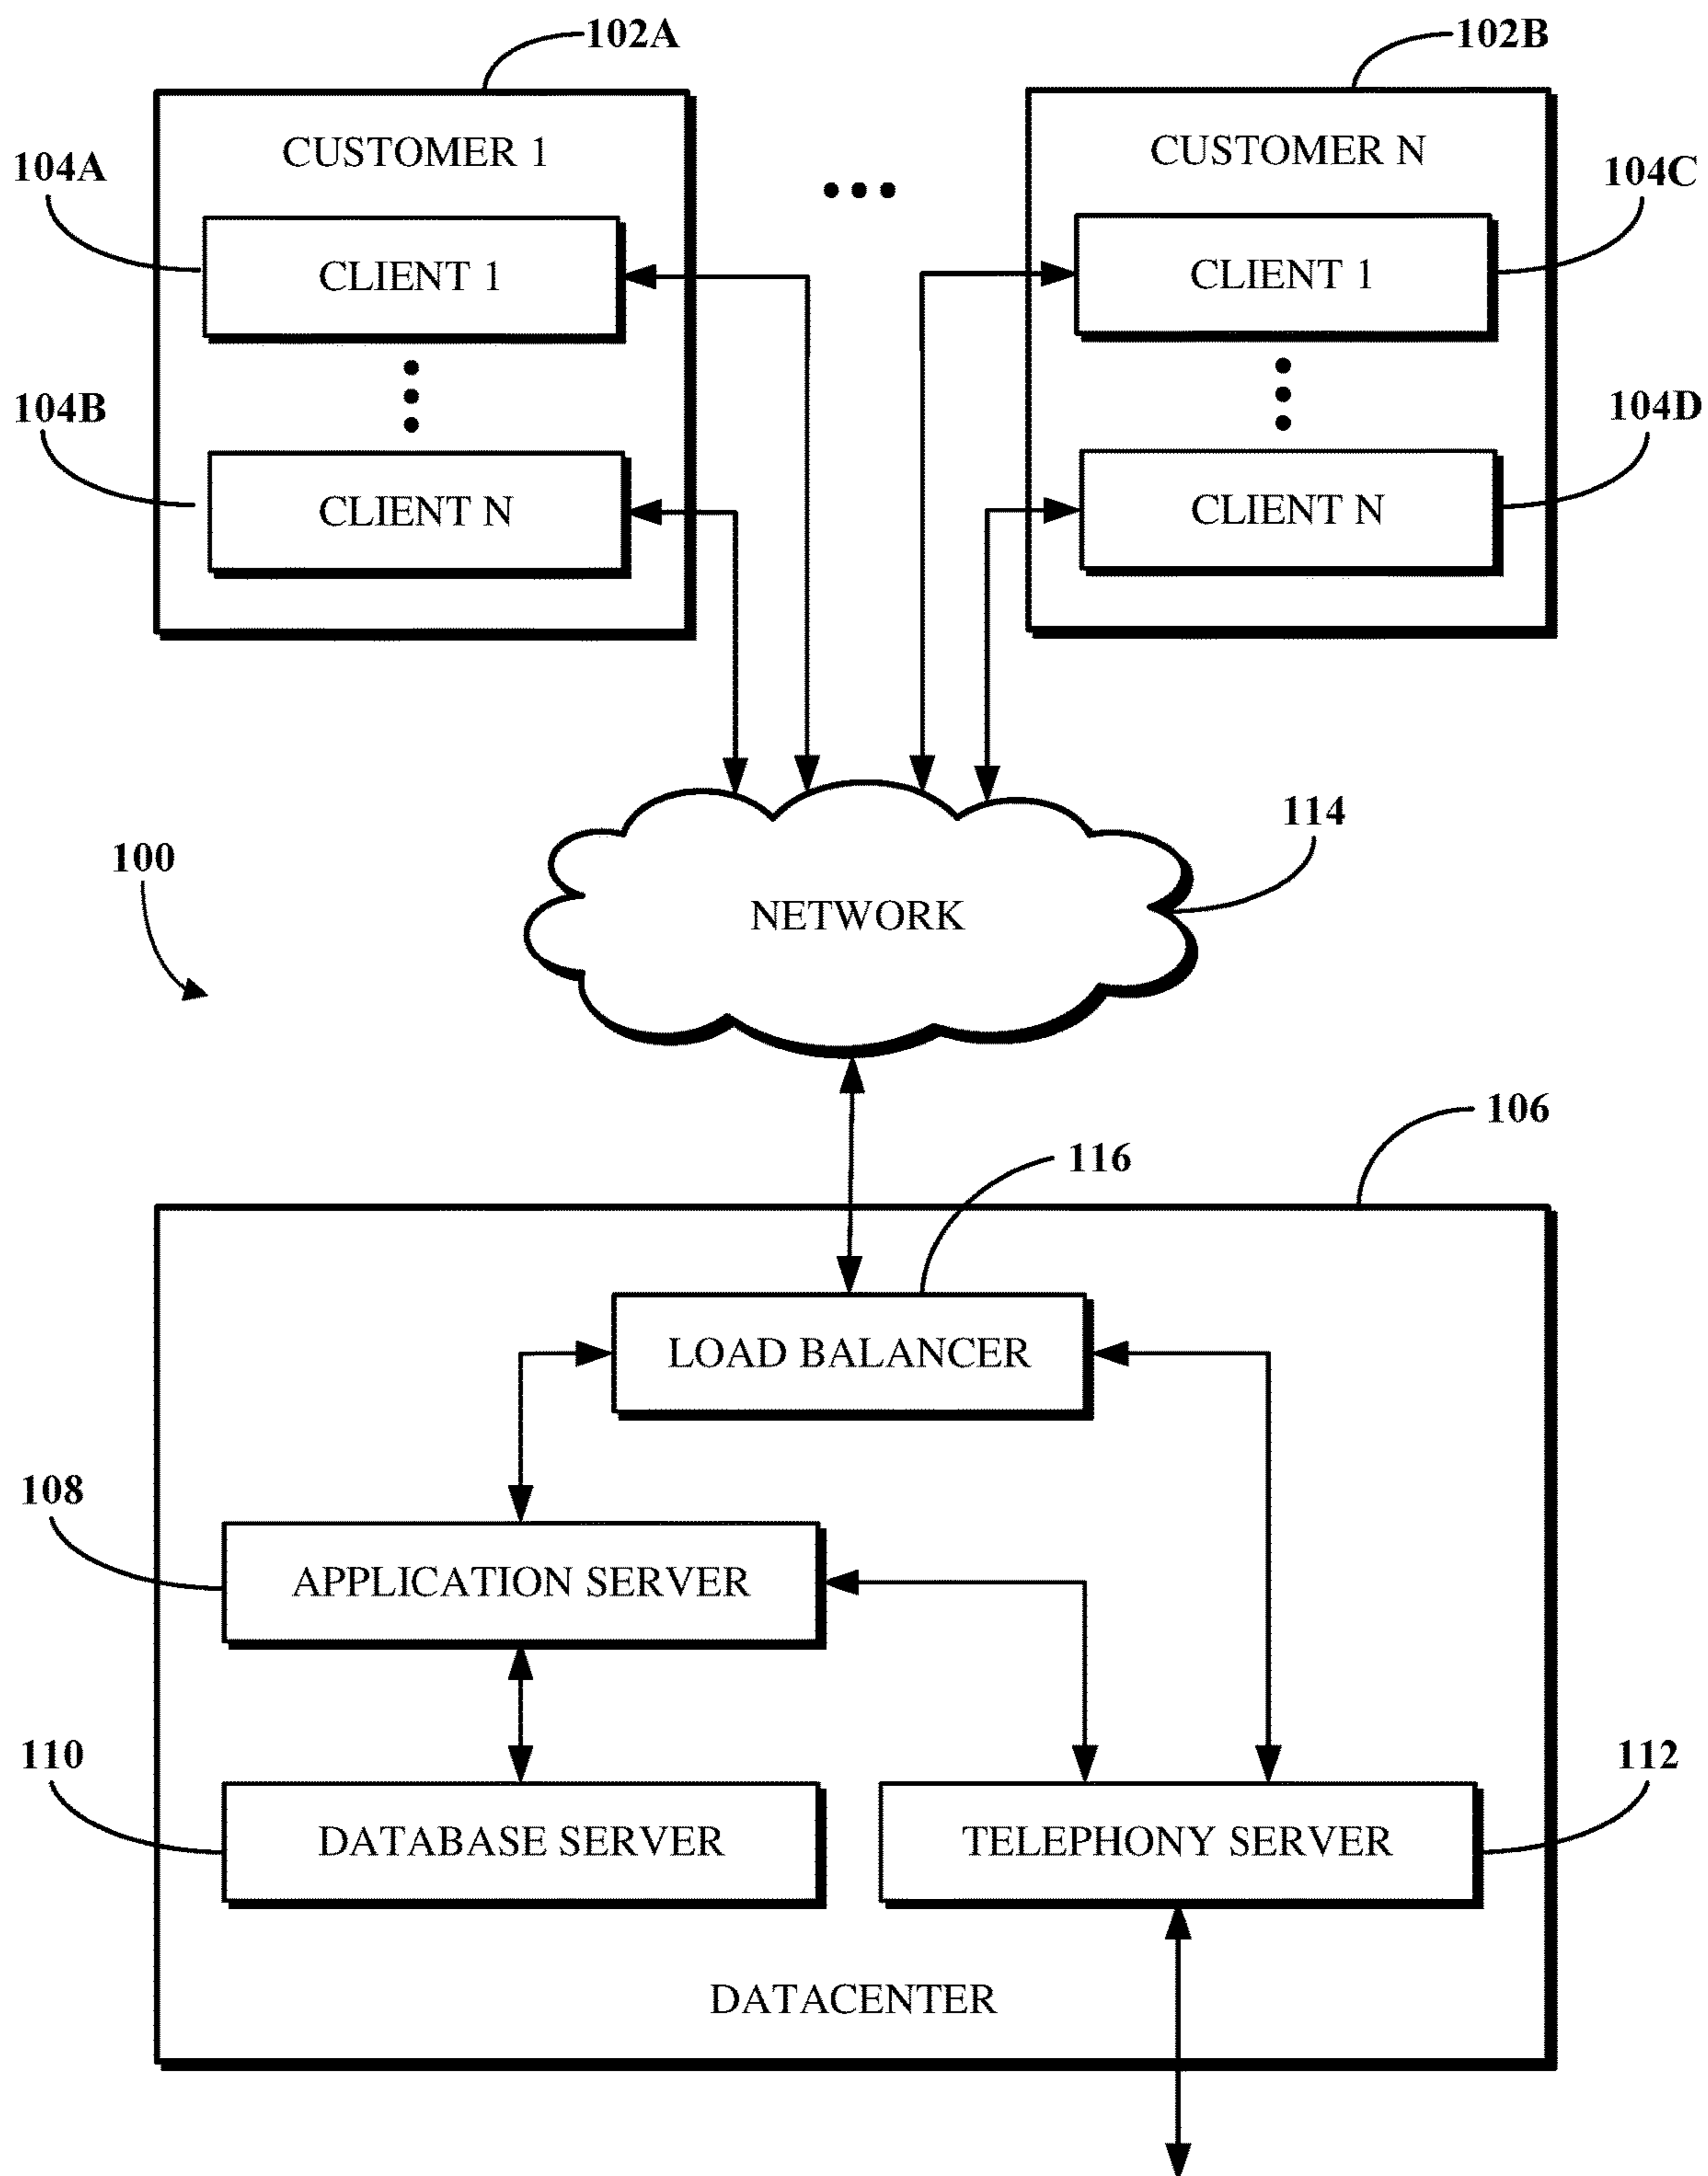 102A
102B
CUSTOMER 1
CUSTOMER N
104A
104C
CLIENT 1
CLIENT 1
104B
104D
CLIENT N
CLIENT N
114
100
NETWORK
106
116
LOAD BALANCER
108
APPLICATION SERVER
110
112
DATABASE SERVER
TELEPHONY SERVER
DATACENTER